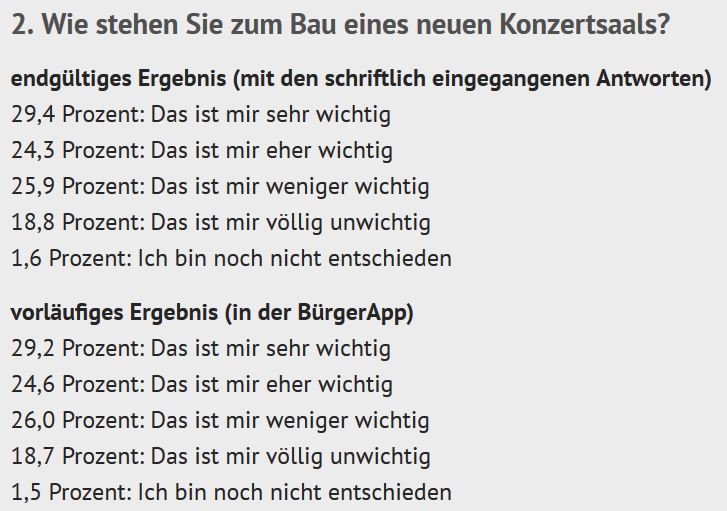 2. Wie stehen Sie zum Bau eines neuen Konzertsaals?
endgültiges Ergebnis (mit den schriftlich eingegangenen Antworten)
29,4 Prozent: Das ist mir sehr wichtig
24,3 Prozent: Das ist mir eher wichtig
25,9 Prozent: Das ist mir weniger wichtig
18,8 Prozent: Das ist mir völlig unwichtig
1,6 Prozent: Ich bin noch nicht entschieden
vorläufiges Ergebnis (in der BürgerApp)
29,2 Prozent: Das ist mir sehr wichtig
24,6 Prozent: Das ist mir eher wichtig
26,0 Prozent: Das ist mir weniger wichtig
18,7 Prozent: Das ist mir völlig unwichtig
1,5 Prozent: Ich bin noch nicht entschieden